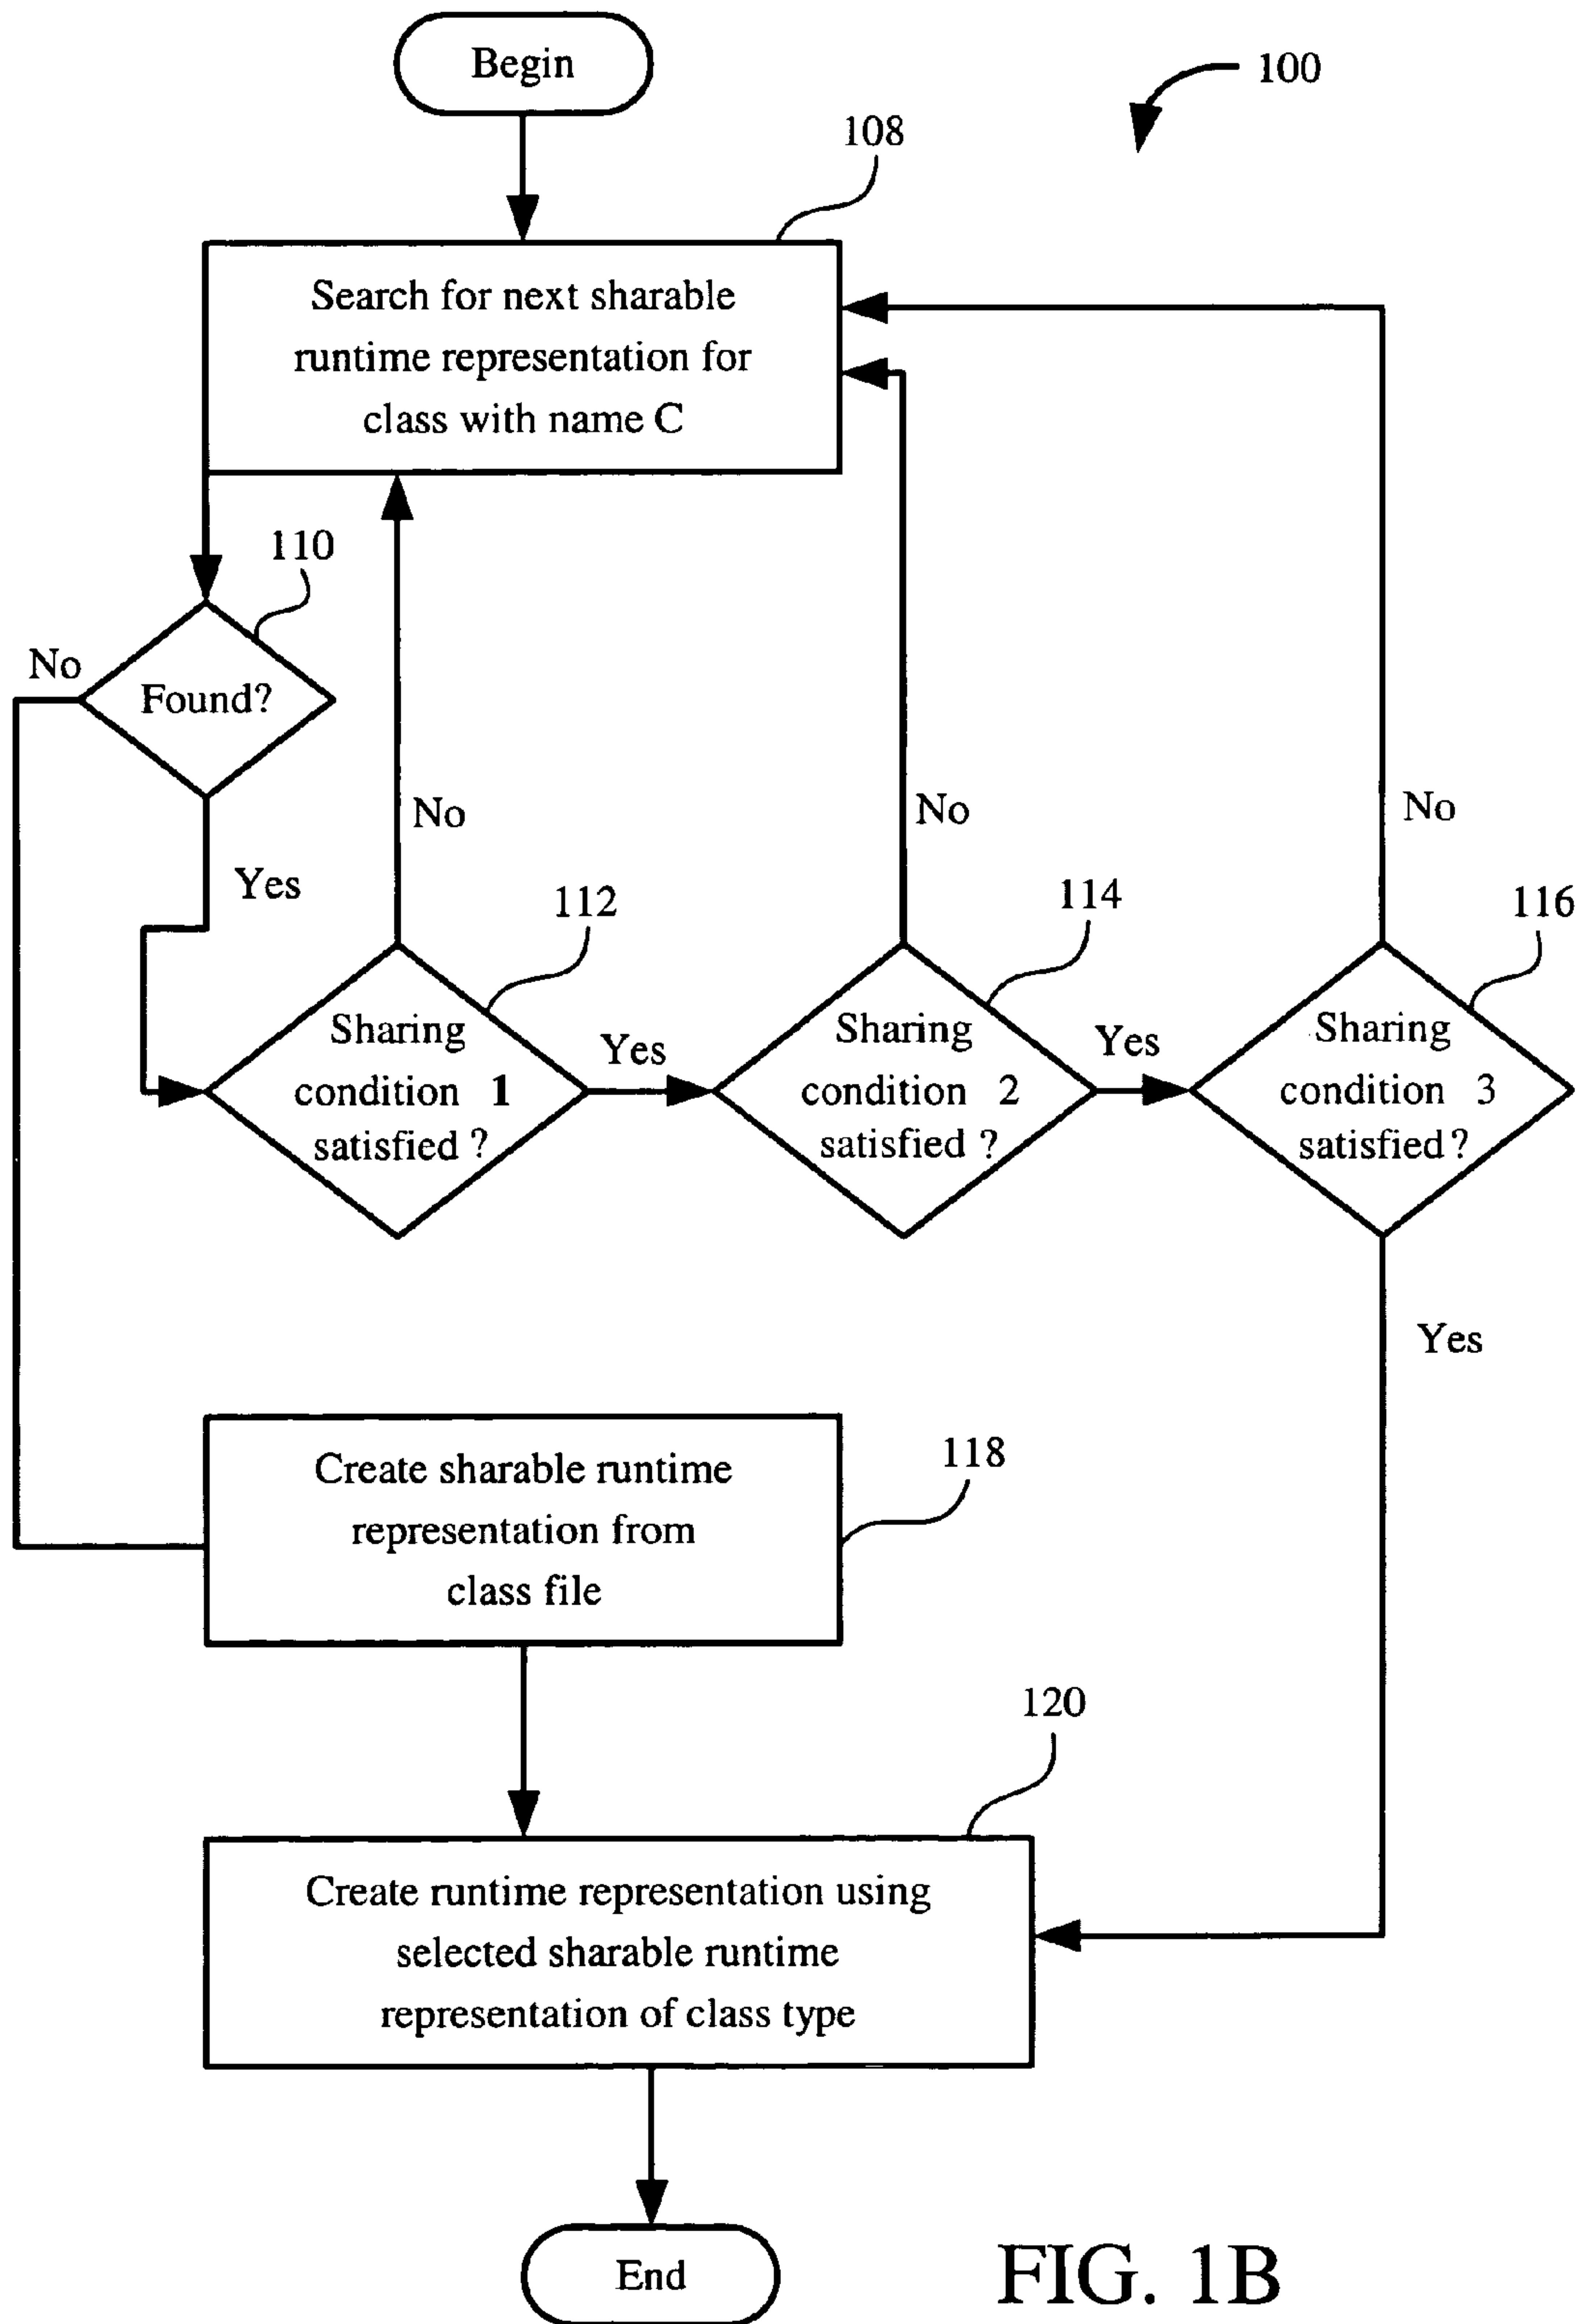 Begin
100
108
Search for next sharable
runtime representation for
class with name C
110
No
Found?
No
No
No
Yes
112
114
116
Sharing
condition 1
satisfied ?
Yes
Sharing
condition 2
satisfied ?
Yes
Sharing
condition 3
satisfied ?
Yes
Create sharable runtime
representation from
class file
118
120
Create runtime representation using
selected sharable runtime
representation of class type
End
FIG. 1B